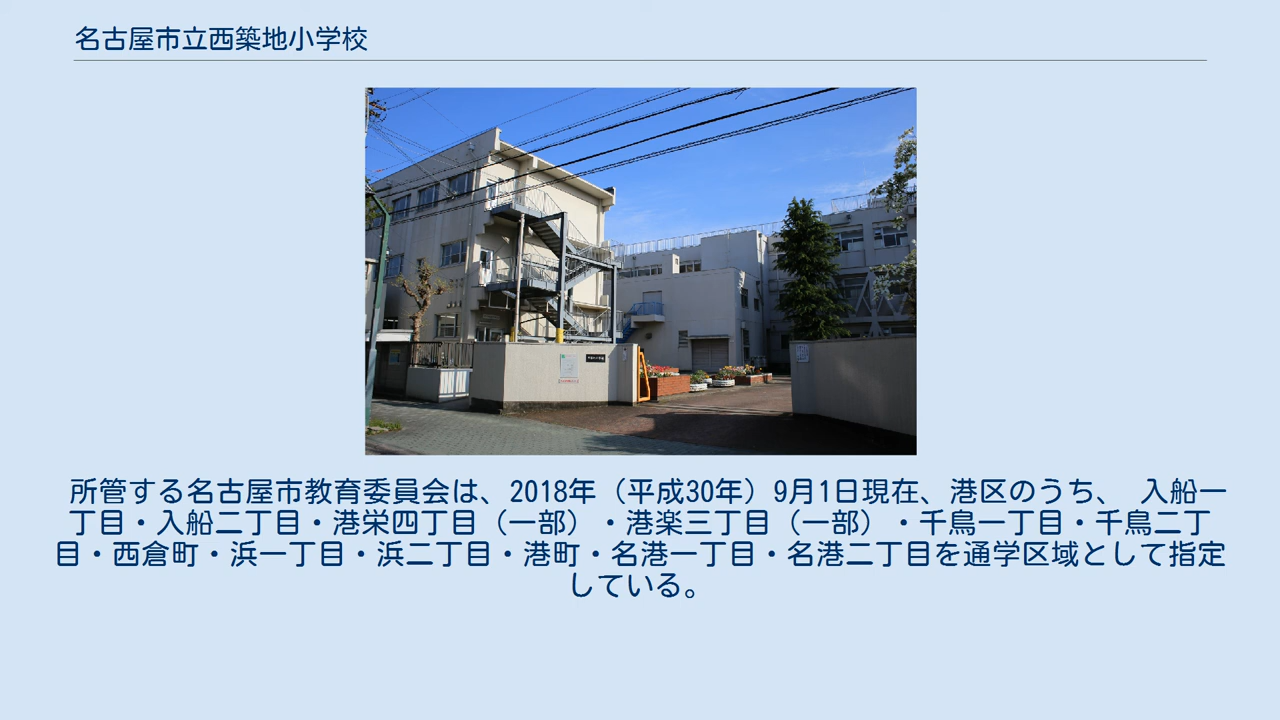 名古屋市立西築地小学校
所管する名古屋市教育委員会は、2018年（平成30年）9月1日現在、港区のうち、 入船一
丁目・入船二丁目・港栄四丁目（一部）・港楽三丁目（一部）・千鳥一丁目・千鳥二丁
目・西倉町・浜一丁目・浜二丁目・港町・名港一丁目・名港二丁目を通学区域として指定
している。